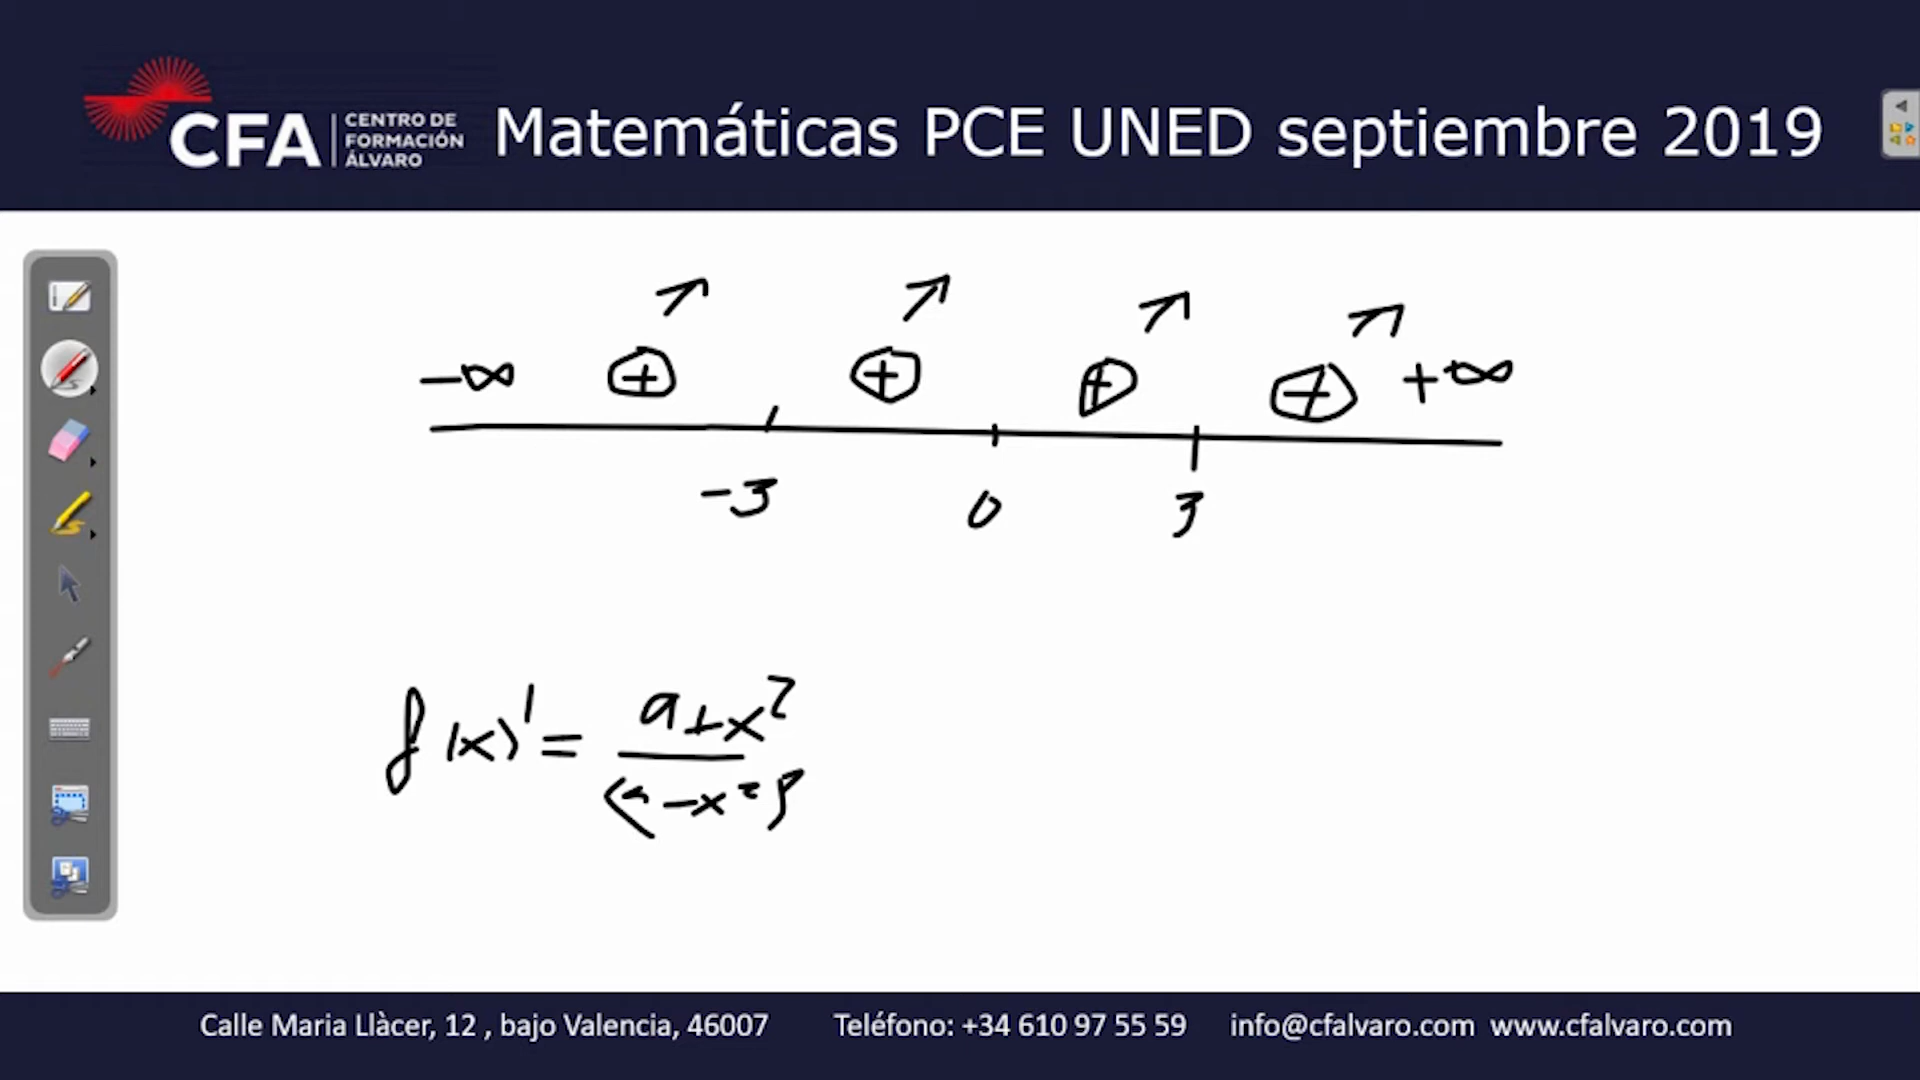 CFA
CENTRO DE
FORMACIÓN
ÁLVARO
Matemáticas PCE UNED septiembre 2019
-∞ + + + + +∞
-3 0 3
f(x)' = 9+x²
(9-x²)²
Calle Maria Llàcer, 12 , bajo Valencia, 46007 Teléfono: +34 610 97 55 59 info@cfalvaro.com www.cfalvaro.com